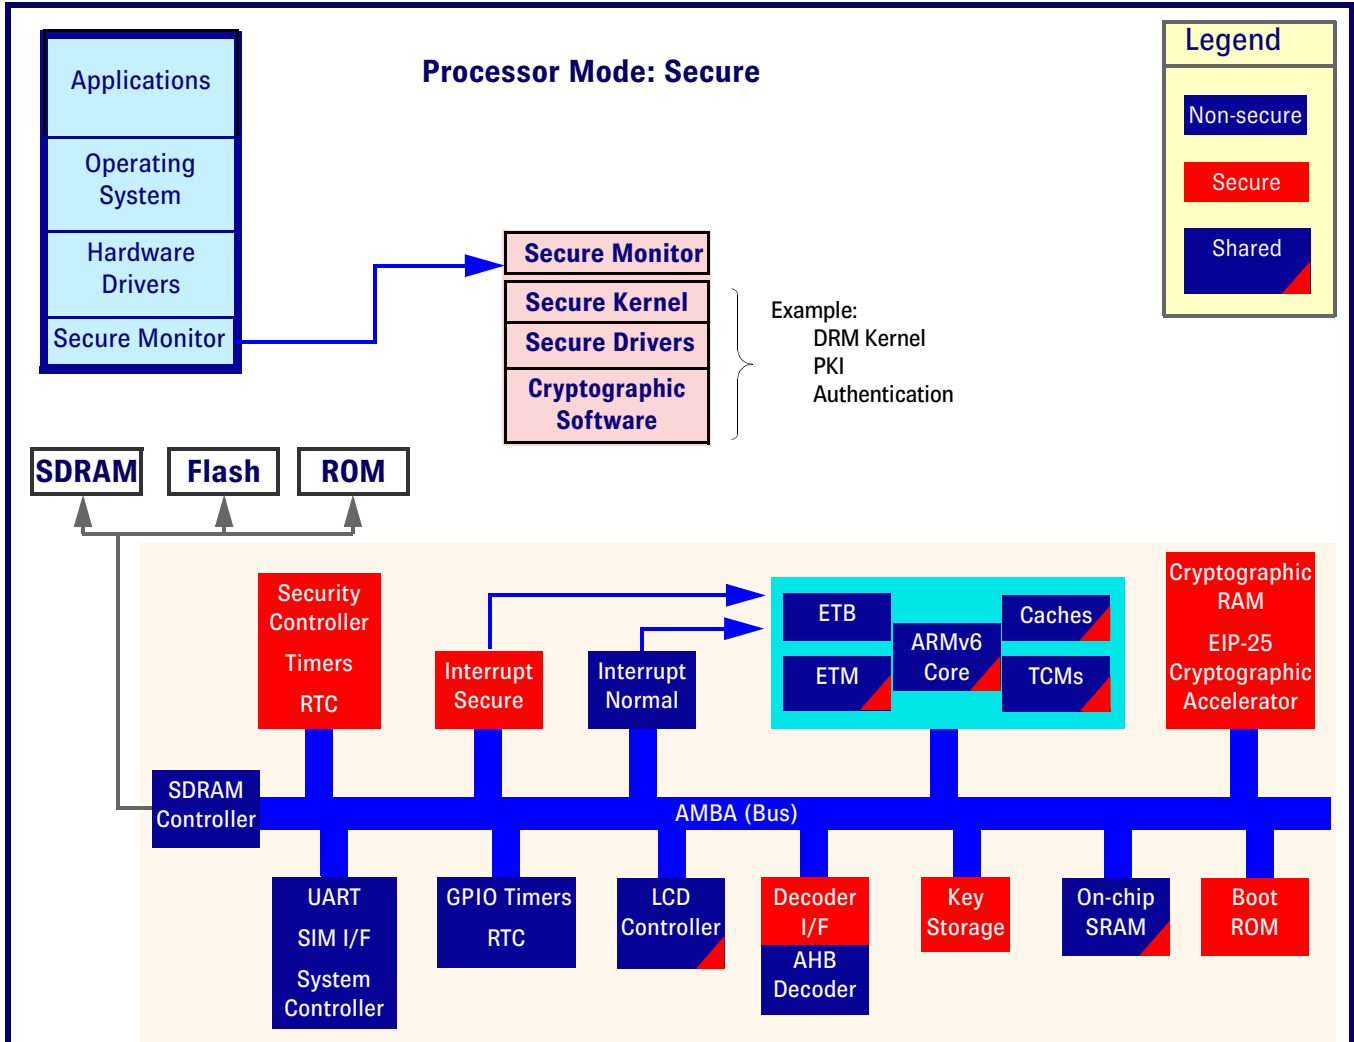 Processor Mode: Secure
Legend
Non-secure
Secure
Shared
Applications
Operating
System
Hardware
Drivers
Secure Monitor
Secure Monitor
Secure Kernel
Secure Drivers
Cryptographic
Software
Example:
DRM Kernel
PKI
Authentication
SDRAM
Flash
ROM
Security
Controller
Timers
RTC
Interrupt
Secure
Interrupt
Normal
ETB
ETM
ARMv6
Core
Caches
TCMs
Cryptographic
RAM
EIP-25
Cryptographic
Accelerator
SDRAM
Controller
AMBA (Bus)
UART
SIM I/F
System
Controller
GPIO Timers
RTC
LCD
Controller
Decoder
I/F
AHB
Decoder
Key
Storage
On-chip
SRAM
Boot
ROM